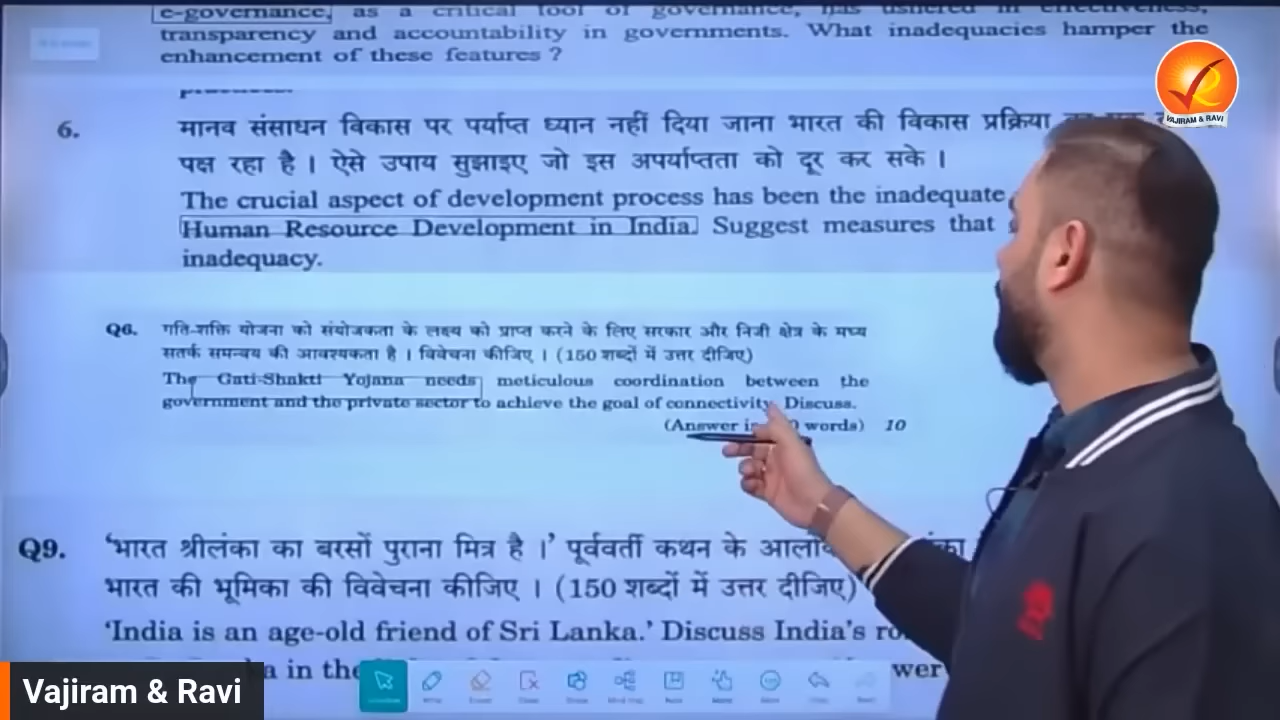 e-governance, as a critical tool of governance, has ushered in effectiveness,
transparency and accountability in governments. What inadequacies hamper the
enhancement of these features ?
VAJIRAM & RAVI
6.
मानव संसाधन विकास पर पर्याप्त ध्यान नहीं दिया जाना भारत की विकास प्रक्रिया
पक्ष रहा है । ऐसे उपाय सुझाइए जो इस अपर्याप्तता को दूर कर सके ।
The crucial aspect of development process has been the inadequate
Human Resource Development in India. Suggest measures that
inadequacy.
Q6. गति-शक्ति योजना को संयोजकता के लक्ष्य को प्राप्त करने के लिए सरकार और निजी क्षेत्र के मध्य
सतर्क समन्वय की आवश्यकता है । विवेचना कीजिए । (150 शब्दों में उत्तर दीजिए)
The Gati-Shakti Yojana needs meticulous coordination between the
government and the private sector to achieve the goal of connectivity. Discuss.
(Answer in words) 10
Q9. ‘भारत श्रीलंका का बरसों पुराना मित्र है ।’ पूर्ववर्ती कथन के
भारत की भूमिका की विवेचना कीजिए । (150 शब्दों में उत्तर दीजिए)
‘India is an age-old friend of Sri Lanka.’ Discuss India’s
in the
Vajiram & Ravi